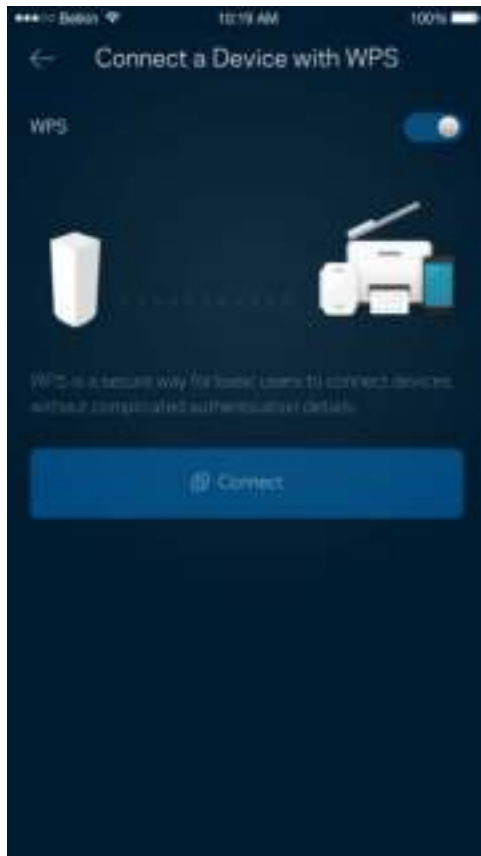 Belkin 10:19 AM 100%
Connect a Device with WPS
WPS
WPS is a secure way for basic users to connect devices
without complicated authentication details.
Connect